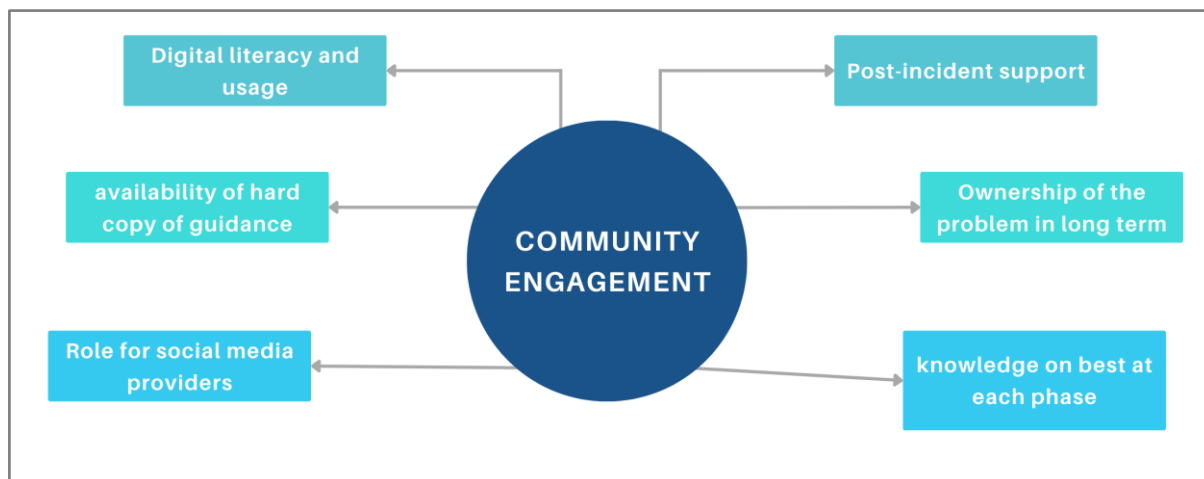 Digital literacy and
usage
Post-incident support
availability of hard
copy of guidance
Ownership of the
problem in long term
COMMUNITY
ENGAGEMENT
Role for social media
providers
knowledge on best at
each phase